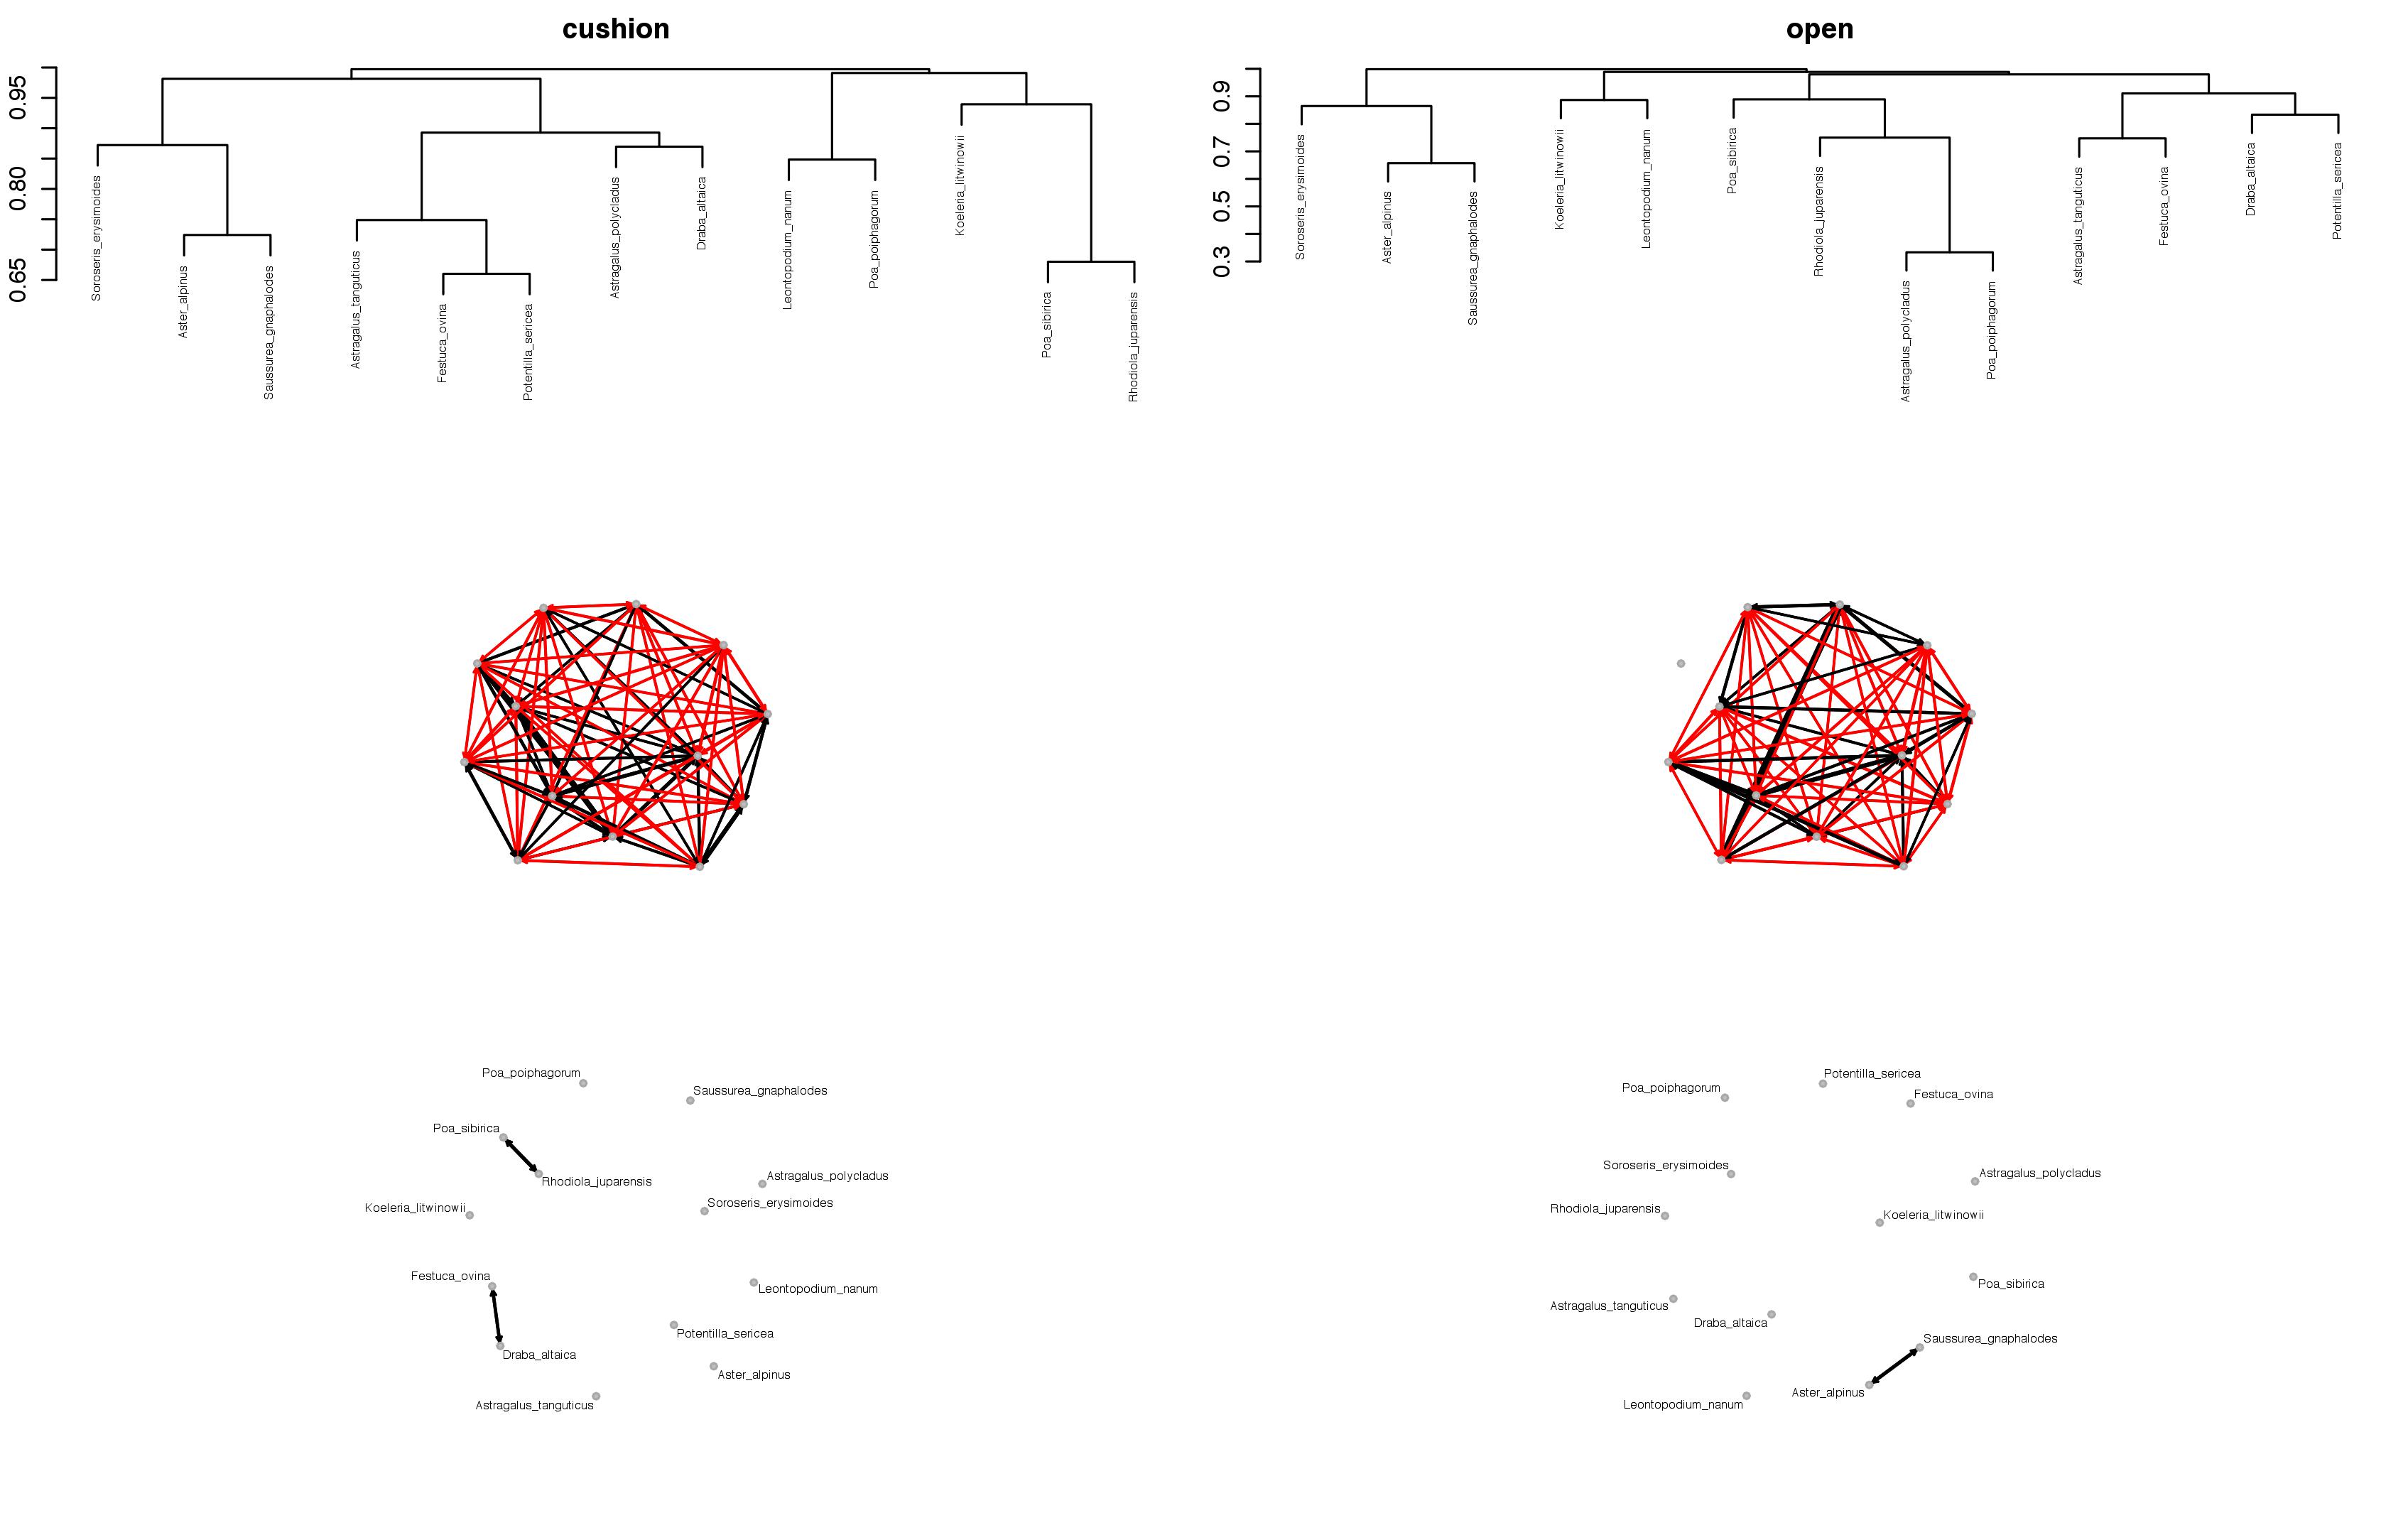 cushion
0.95
0.80
0.65
Soroseris_erysimoides
Aster_alpinus
Saussurea_gnaphalodes
Astragalus_tanguticus
Festuca_ovina
Potentilla_sericea
Astragalus_polycladus
Draba_altaica
Leontopodium_nanum
Poa_poiphagorum
Koeleria_litwinowii
Poa_sibirica
Rhodiola_juparensis
open
0.9
0.7
0.5
0.3
Soroseris_erysimoides
Aster_alpinus
Saussurea_gnaphalodes
Koeleria_litwinowii
Leontopodium_nanum
Poa_sibirica
Rhodiola_juparensis
Astragalus_polycladus
Poa_poiphagorum
Astragalus_tanguticus
Festuca_ovina
Draba_altaica
Potentilla_sericea
Poa_poiphagorum
Saussurea_gnaphalodes
Poa_sibirica
Rhodiola_juparensis
Astragalus_polycladus
Soroseris_erysimoides
Koeleria_litwinowii
Festuca_ovina
Leontopodium_nanum
Potentilla_sericea
Draba_altaica
Aster_alpinus
Astragalus_tanguticus
Potentilla_sericea
Poa_poiphagorum
Festuca_ovina
Soroseris_erysimoides
Astragalus_polycladus
Rhodiola_juparensis
Koeleria_litwinowii
Poa_sibirica
Astragalus_tanguticus
Draba_altaica
Saussurea_gnaphalodes
Aster_alpinus
Leontopodium_nanum